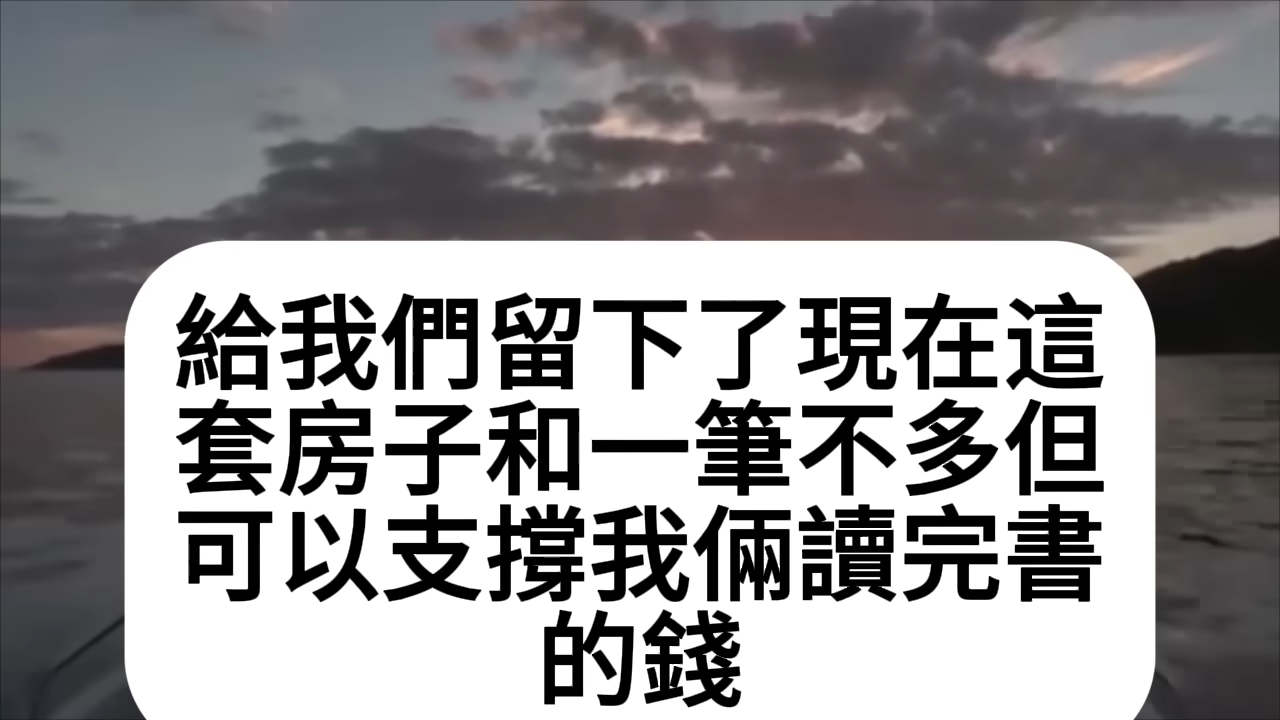 給我們留下了現在這
套房子和一筆不多但
可以支撐我倆讀完書
的錢